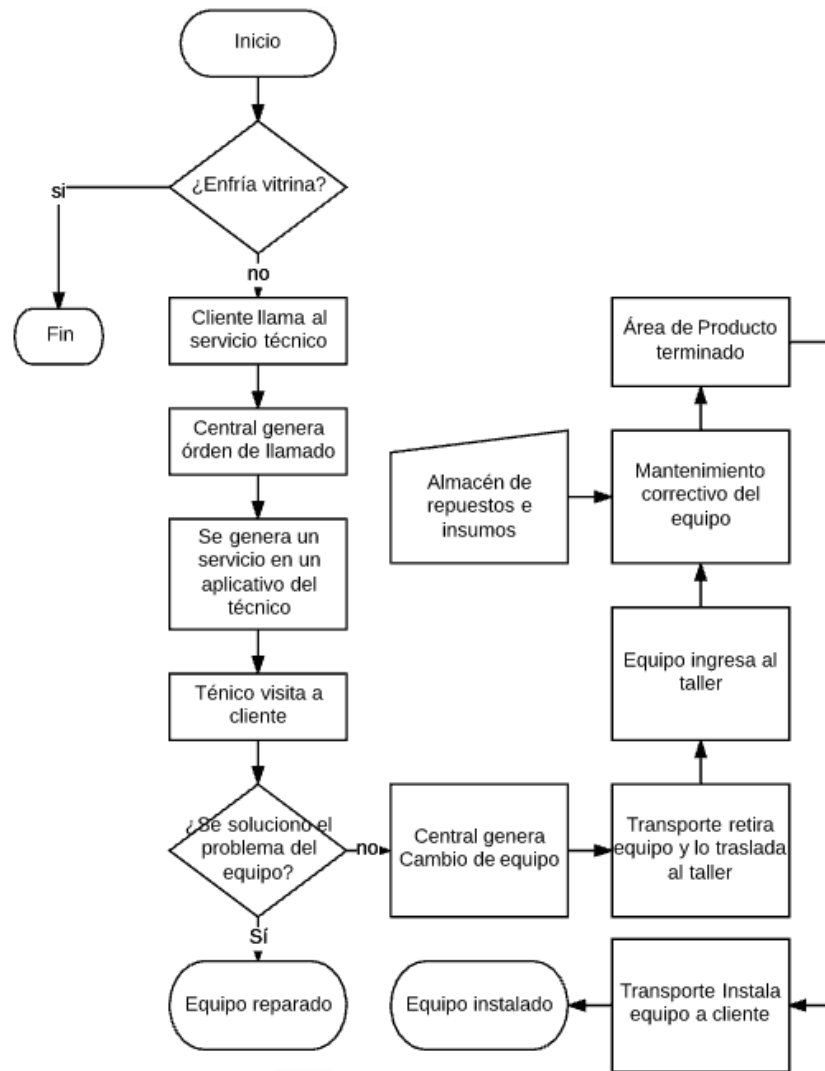 Inicio
¿Enfría vitrina?
si
no
Fin
Cliente llama al
servicio técnico
Central genera
órden de llamado
Se genera un
servicio en un
aplicativo del
técnico
Ténico visita a
cliente
¿Se soluciono el
problema del
equipo?
no
Sí
Equipo reparado
Central genera
Cambio de equipo
Transporte retira
equipo y lo traslada
al taller
Equipo ingresa al
taller
Almacén de
repuestos e
insumos
Mantenimiento
correctivo del
equipo
Área de Producto
terminado
Transporte Instala
equipo a cliente
Equipo instalado